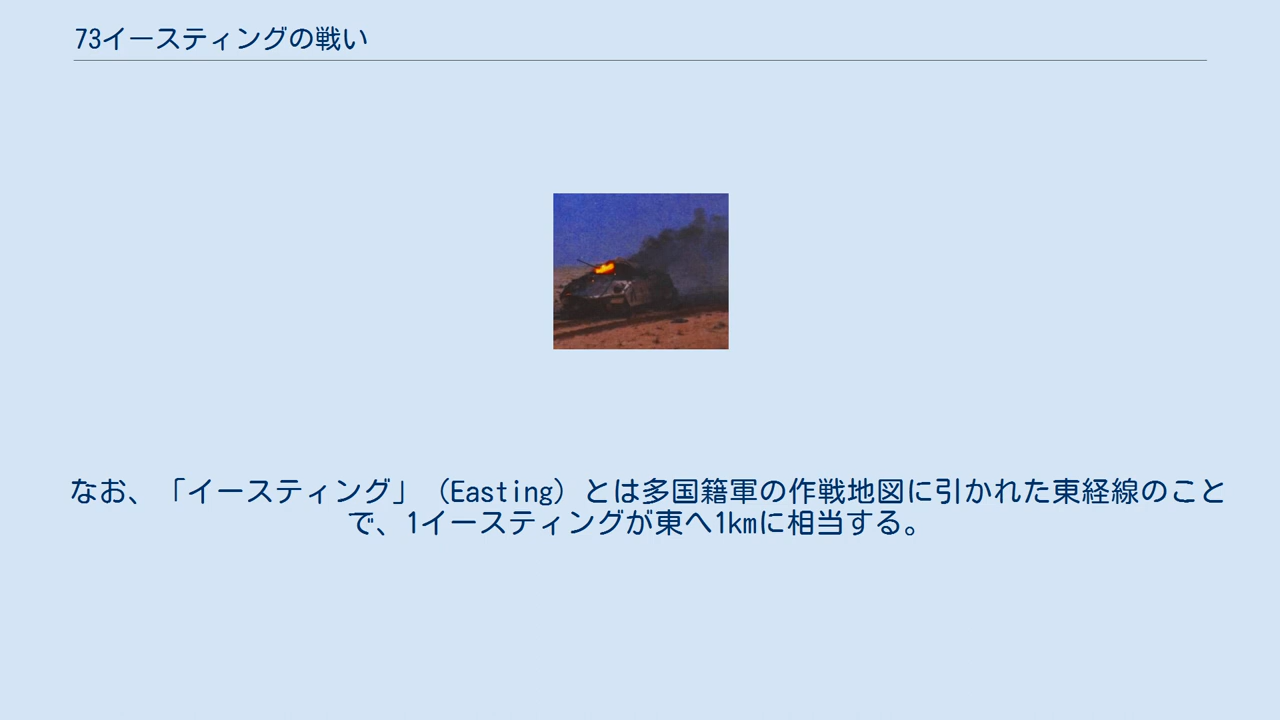 73イースティングの戦い
なお、「イースティング」（Easting）とは多国籍軍の作戦地図に引かれた東経線のこと
で、1イースティングが東へ1kmに相当する。